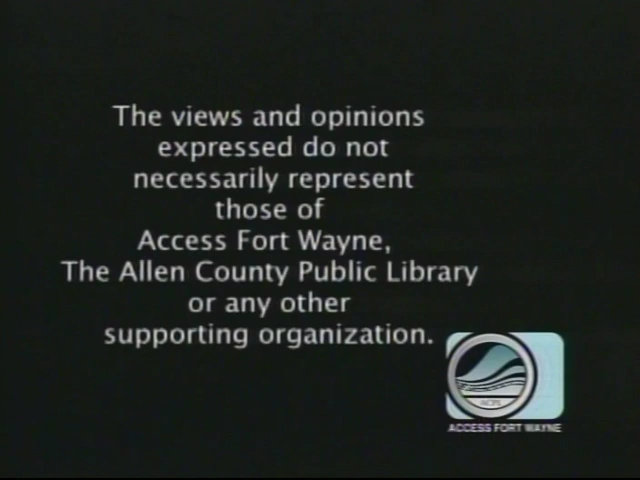 The views and opinions
expressed do not
necessarily represent
those of
Access Fort Wayne,
The Allen County Public Library
or any other
supporting organization.
ACPL
ACCESS FORT WAYNE